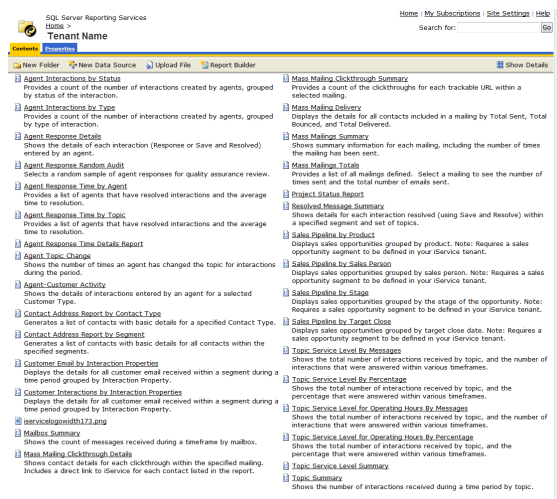 SQL Server Reporting Services
Home >
Tenant Name
Home | My Subscriptions | Site Settings | Help
Search for:
Go
Contents
Properties
New Folder
New Data Source
Upload File
Report Builder
Show Details
Agent Interactions by Status
Provides a count of the number of interactions created by agents, grouped
by status of the interaction.
Agent Interactions by Type
Provides a count of the number of interactions created by agents, grouped
by type of interaction.
Agent Response Details
Shows the details of each interaction (Response or Save and Resolved)
entered by an agent.
Agent Response Random Audit
Selects a random sample of agent responses for quality assurance review.
Agent Response Time by Agent
Provides a list of agents that have resolved interactions and the average
time to resolution.
Agent Response Time by Topic
Provides a list of agents that have resolved interactions and the average
time to resolution.
Agent Response Time Details Report
Agent Topic Change
Shows the number of times an agent has changed the topic for interactions
during the period.
Agent-Customer Activity
Shows the details of interactions entered by an agent for a selected
Customer Type.
Contact Address Report by Contact Type
Generates a list of contacts with basic details for a specified Contact Type.
Contact Address Report by Segment
Generates a list of contacts with basic details for all contacts within the
specified segments.
Customer Email by Interaction Properties
Displays the details for all customer email received within a segment during a
time period grouped by Interaction Property.
Customer Interactions by Interaction Properties
Displays the details for all customer email received within a segment during a
time period grouped by Interaction Property.
iservicelogowidth173.png
Mailbox Summary
Shows the count of messages received during a timeframe by mailbox.
Mass Mailing Clickthrough Details
Shows contact details for each clickthrough within the specified mailing.
Includes a direct link to iService for each contact listed in the report.
Mass Mailing Clickthrough Summary
Provides a count of the clickthroughs for each trackable URL within a
selected mailing.
Mass Mailing Delivery
Displays the details for all contacts included in a mailing by Total Sent, Total
Bounced, and Total Delivered.
Mass Mailings Summary
Shows summary information for each mailing, including the number of times
the mailing has been sent.
Mass Mailings Totals
Provides a list of all mailings defined. Select a mailing to see the number of
times sent and the total number of emails sent.
Project Status Report
Resolved Message Summary
Shows details for each interaction resolved (using Save and Resolve) within
a specified segment and set of topics.
Sales Pipeline by Product
Displays sales opportunities grouped by product. Note: Requires a sales
opportunity segment to be defined in your iService tenant.
Sales Pipeline by Sales Person
Displays sales opportunities grouped by sales person. Note: Requires a sales
opportunity segment to be defined in your iService tenant.
Sales Pipeline by Stage
Displays sales opportunities grouped by the stage of the opportunity. Note:
Requires a sales opportunity segment to be defined in your iService tenant.
Sales Pipeline by Target Close
Displays sales opportunities grouped by target close date. Note: Requires a
sales opportunity segment to be defined in your iService tenant.
Topic Service Level By Messages
Shows the total number of interactions received by topic, and the number of
interactions that were answered within various timeframes.
Topic Service Level By Percentage
Shows the total number of interactions received by topic, and the
percentage that were answered within various timeframes.
Topic Service Level for Operating Hours By Messages
Shows the total number of interactions received by topic, and the number of
interactions that were answered within various timeframes.
Topic Service Level for Operating Hours By Percentage
Shows the total number of interactions received by topic, and the
percentage that were answered within various timeframes.
Topic Service Level Summary
Topic Summary
Shows the number of interactions received during a time period by topic.